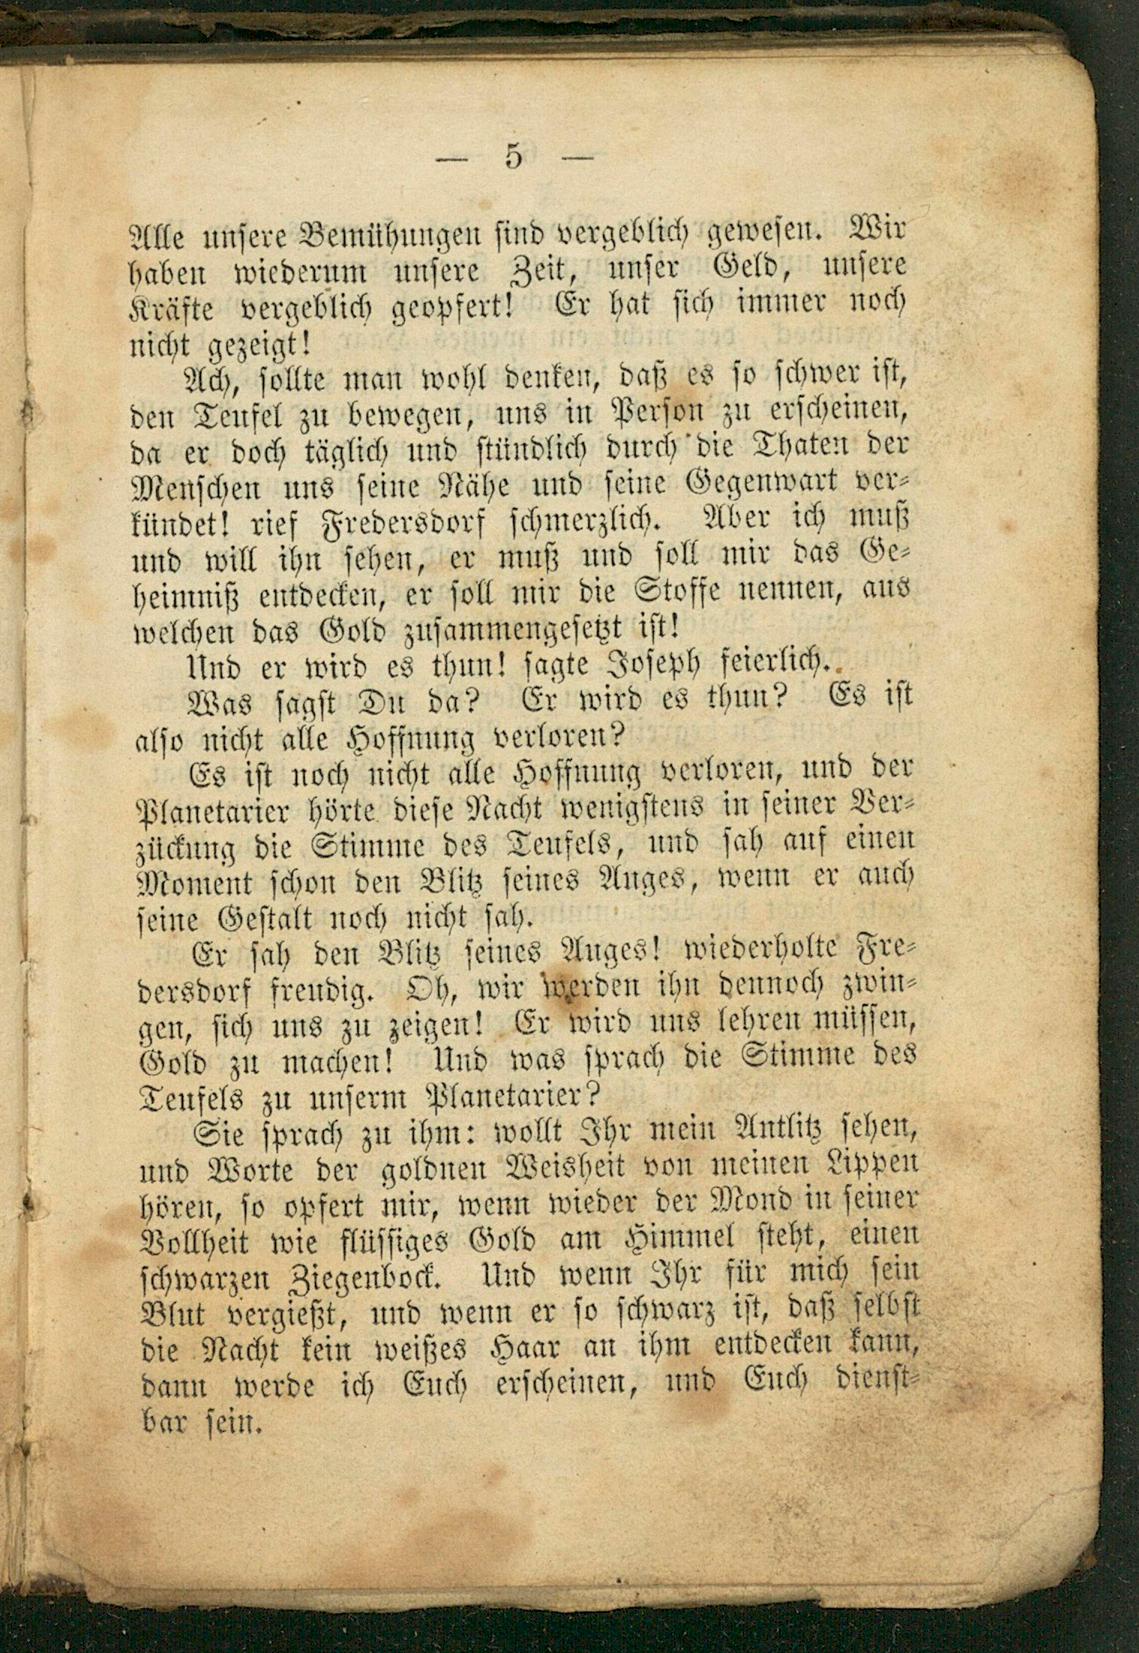 — 5 —
Alle unsere Bemühungen sind vergeblich gewesen. Wir
haben wiederum unsere Zeit, unser Geld, unsere
Kräfte vergeblich geopfert! Er hat sich immer noch
nicht gezeigt!
Ach, sollte man wohl denken, daß es so schwer ist,
den Teufel zu bewegen, uns in Person zu erscheinen,
da er doch täglich und stündlich durch die Thaten der
Menschen uns seine Nähe und seine Gegenwart ver-
kündet! rief Fredersdorf schmerzlich. Aber ich muß
und will ihn sehen, er muß und soll mir das Ge-
heimniß entdecken, er soll mir die Stoffe nennen, aus
welchen das Gold zusammengesetzt ist!
Und er wird es thun! sagte Joseph feierlich.
Was sagst Du da? Er wird es thun? Es ist
also nicht alle Hoffnung verloren?
Es ist noch nicht alle Hoffnung verloren, und der
Planetarier hörte diese Nacht wenigstens in seiner Ver-
zückung die Stimme des Teufels, und sah auf einen
Moment schon den Blitz seines Auges, wenn er auch
seine Gestalt noch nicht sah.
Er sah den Blitz seines Auges! wiederholte Fre-
dersdorf freudig. Oh, wir werden ihn dennoch zwin-
gen, sich uns zu zeigen! Er wird uns lehren müssen,
Gold zu machen! Und was sprach die Stimme des
Teufels zu unserm Planetarier?
Sie sprach zu ihm: wollt Ihr mein Antlitz sehen,
und Worte der goldnen Weisheit von meinen Lippen
hören, so opfert mir, wenn wieder der Mond in seiner
Vollheit wie flüssiges Gold am Himmel steht, einen
schwarzen Ziegenbock. Und wenn Ihr für mich sein
Blut vergießt, und wenn er so schwarz ist, daß selbst
die Nacht kein weißes Haar an ihm entdecken kann,
dann werde ich Euch erscheinen, und Euch dienst-
bar sein.